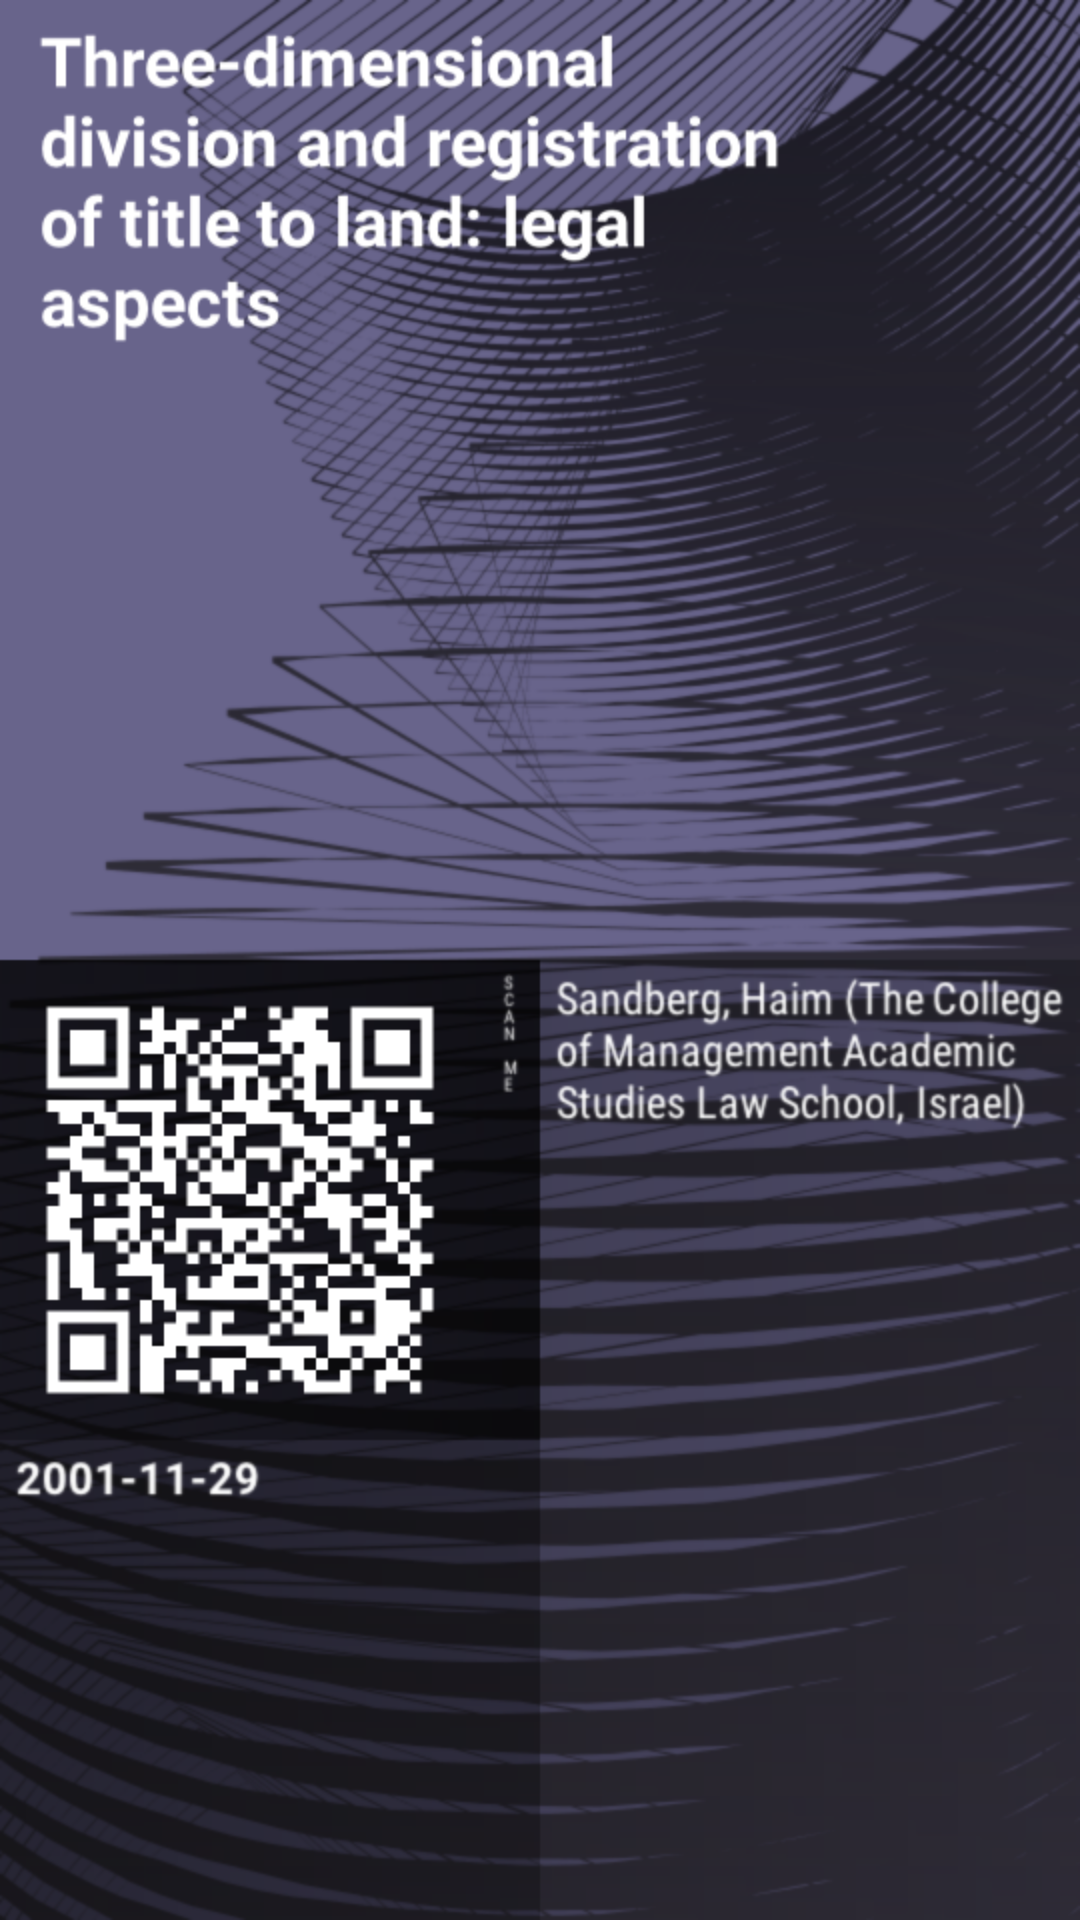 Three-dimensional
division and registration
of title to land: legal
aspects
SCAN ME
Sandberg, Haim (The College
of Management Academic
Studies Law School, Israel)
2001-11-29